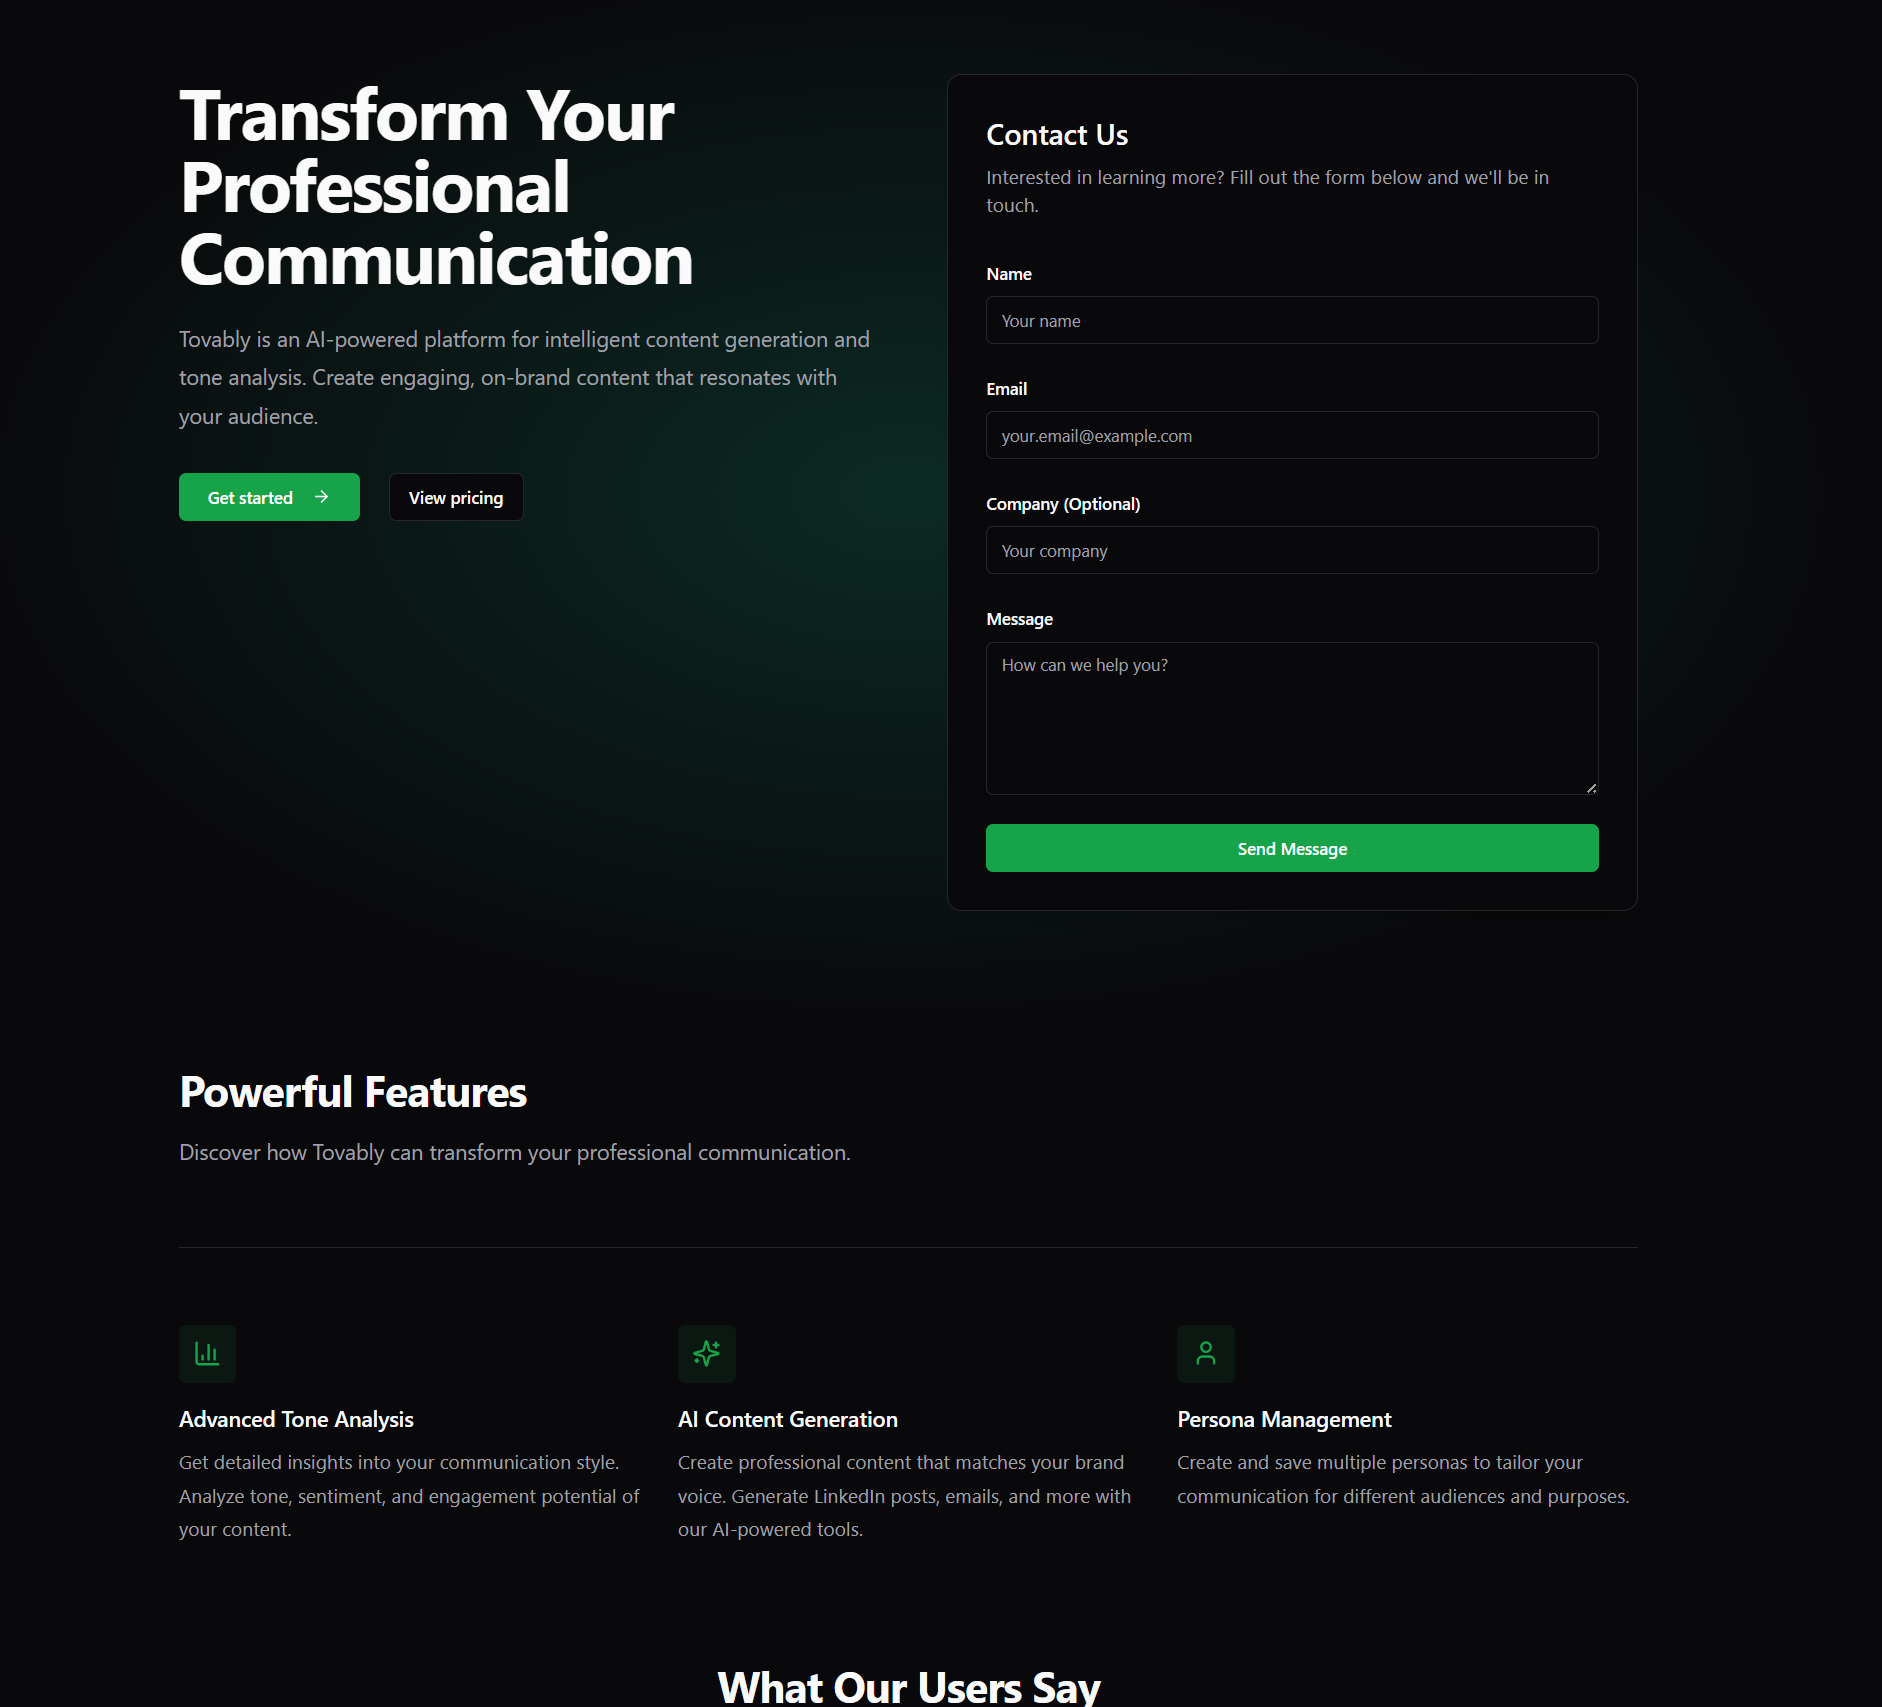 Transform Your
Professional
Communication
Tovably is an AI-powered platform for intelligent content generation and
tone analysis. Create engaging, on-brand content that resonates with
your audience.
Get started
View pricing
Contact Us
Interested in learning more? Fill out the form below and we'll be in
touch.
Name
Your name
Email
your.email@example.com
Company (Optional)
Your company
Message
How can we help you?
Send Message
Powerful Features
Discover how Tovably can transform your professional communication.
Advanced Tone Analysis
Get detailed insights into your communication style.
Analyze tone, sentiment, and engagement potential of
your content.
AI Content Generation
Create professional content that matches your brand
voice. Generate LinkedIn posts, emails, and more with
our AI-powered tools.
Persona Management
Create and save multiple personas to tailor your
communication for different audiences and purposes.
What Our Users Say